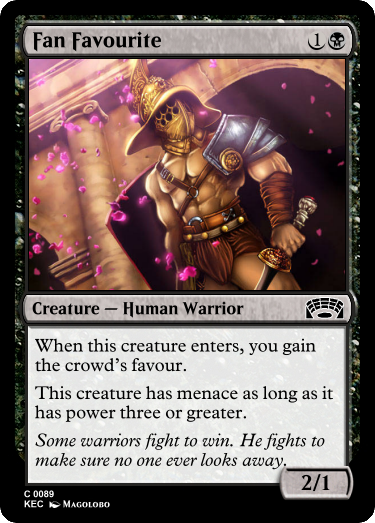 Fan Favourite 1
Creature — Human Warrior
When this creature enters, you gain
the crowd's favour.
This creature has menace as long as it
has power three or greater.
Some warriors fight to win. He fights to
make sure no one ever looks away.
2/1
C 0089
KEC Magolobo